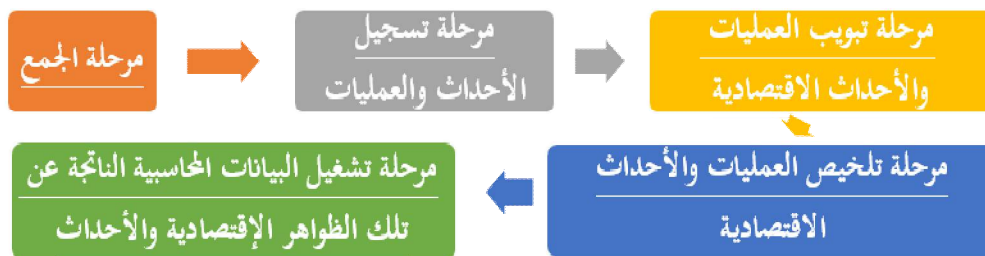 مرحلة الجمع
مرحلة تسجيل
الأحداث والعمليات
مرحلة تبويب العمليات
والأحداث الاقتصادية
مرحلة تلخيص العمليات والأحداث
الاقتصادية
مرحلة تشغيل البيانات المحاسبية الناتجة عن
تلك الظواهر الإقتصادية والأحداث